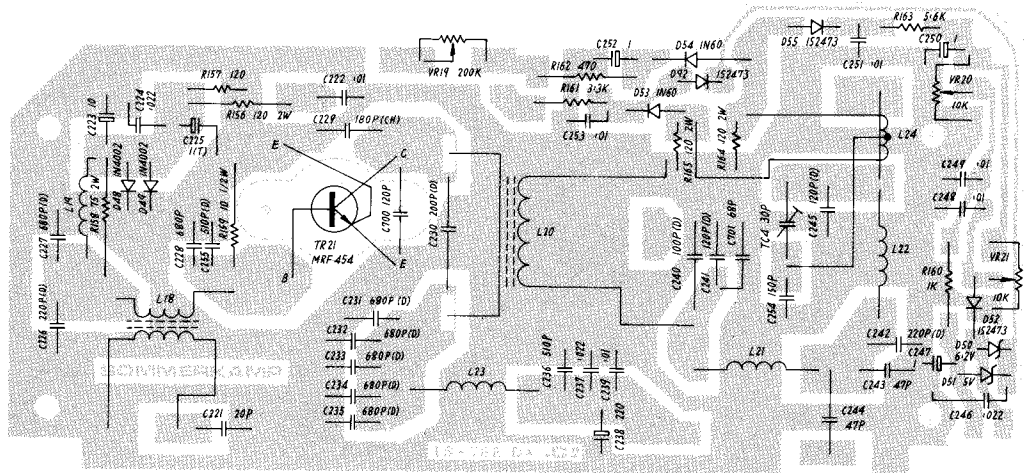 R163 5.6K
C252 1
D54 1N60
D55 1S2473
C250 1
VR19 200K
R162 470
D92 1S2473
C251 .01
R157 120
C222 .01
R161 3.3K
D53 1N60
VR20
10K
C223 10
C224 .022
R156 120 2W
C229 180P(CH)
C253 .01
C225
1(T)
R165 120 2W
R164 120 2W
L24
E
C
L19
R158 75 2W
D48 1N4002
D49 1N4002
C249 .01
C248 .01
C227 680P(D)
C228 680P
C255 510P(D)
R159 10 1/2W
TR21
MRF454
C700 120P
C230 200P(D)
L20
C240 100P(D)
C241 120P(D)
C701 68P
TC4 30P
C245 120P(D)
L22
B
E
R160
1K
VR21
10K
C226 220P(D)
L18
C231
680P(D)
C254 150P
D52
1S2473
C232 680P(D)
C233 680P(D)
C234 680P(D)
C235 680P(D)
C242 220P(D)
C247
D50
6.2V
C236 510P
C237 .022
C239 .01
L21
L23
C243 47P
D51 5V
SOMMERKAMP
C221 20P
C238 220
C244
47P
C246 .022